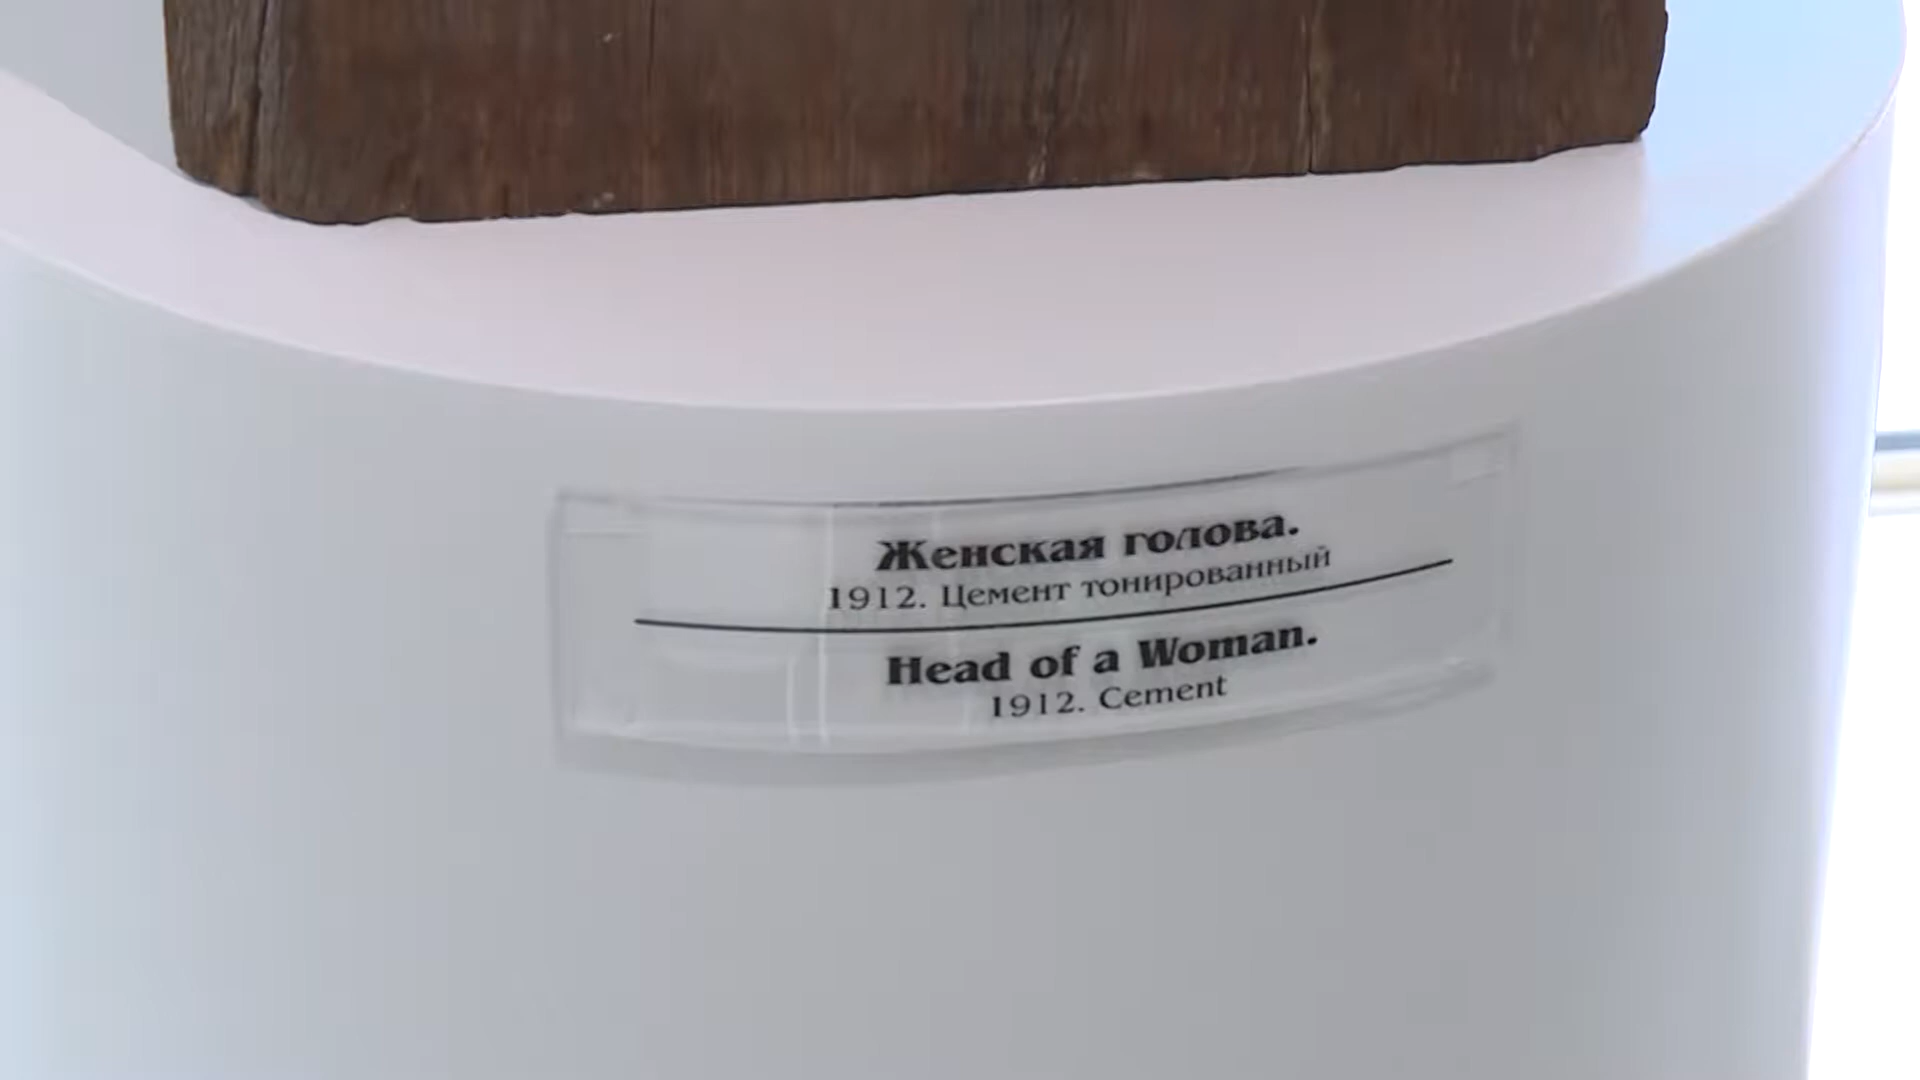 Женская голова.
1912. Цемент тонированный
Head of a Woman.
1912. Cement